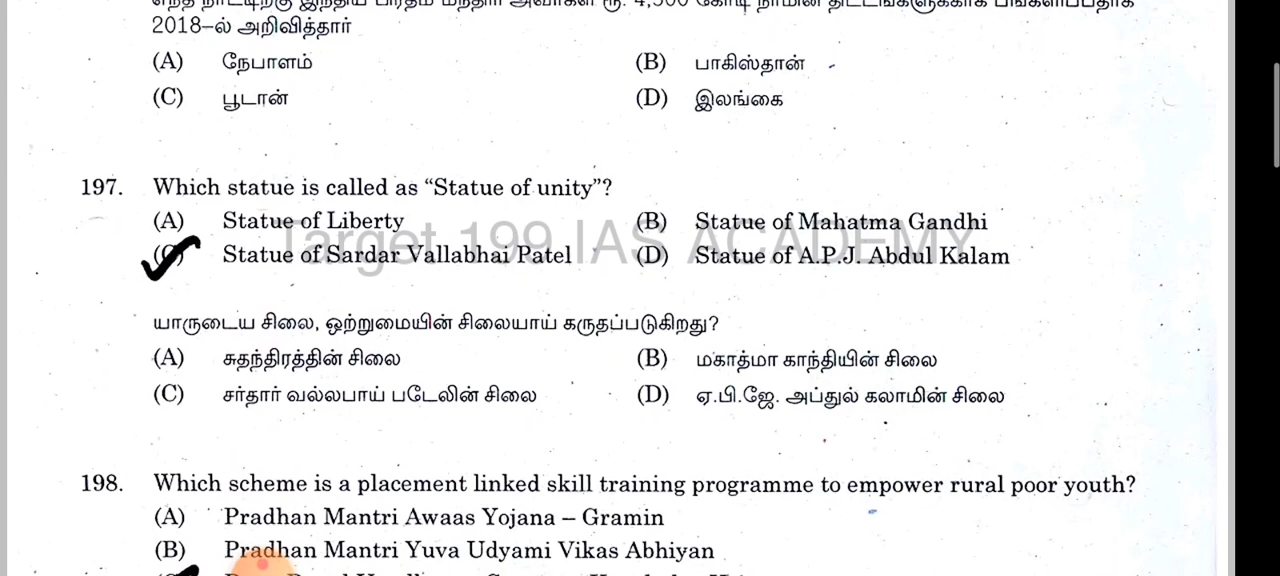 2018–ல் அறிவித்தார்
(A) நேபாளம் (B) பாகிஸ்தான்
(C) பூடான் (D) இலங்கை
197. Which statue is called as “Statue of unity”?
(A) Statue of Liberty (B) Statue of Mahatma Gandhi
Target 199 IAS ACADEMY
(C) Statue of Sardar Vallabhai Patel (D) Statue of A.P.J. Abdul Kalam
யாருடைய சிலை, ஒற்றுமையின் சிலையாய் கருதப்படுகிறது?
(A) சுதந்திரத்தின் சிலை (B) மகாத்மா காந்தியின் சிலை
(C) சர்தார் வல்லபாய் படேலின் சிலை (D) ஏ.பி.ஜே. அப்துல் கலாமின் சிலை
198. Which scheme is a placement linked skill training programme to empower rural poor youth?
(A) Pradhan Mantri Awaas Yojana – Gramin
(B) Pradhan Mantri Yuva Udyami Vikas Abhiyan